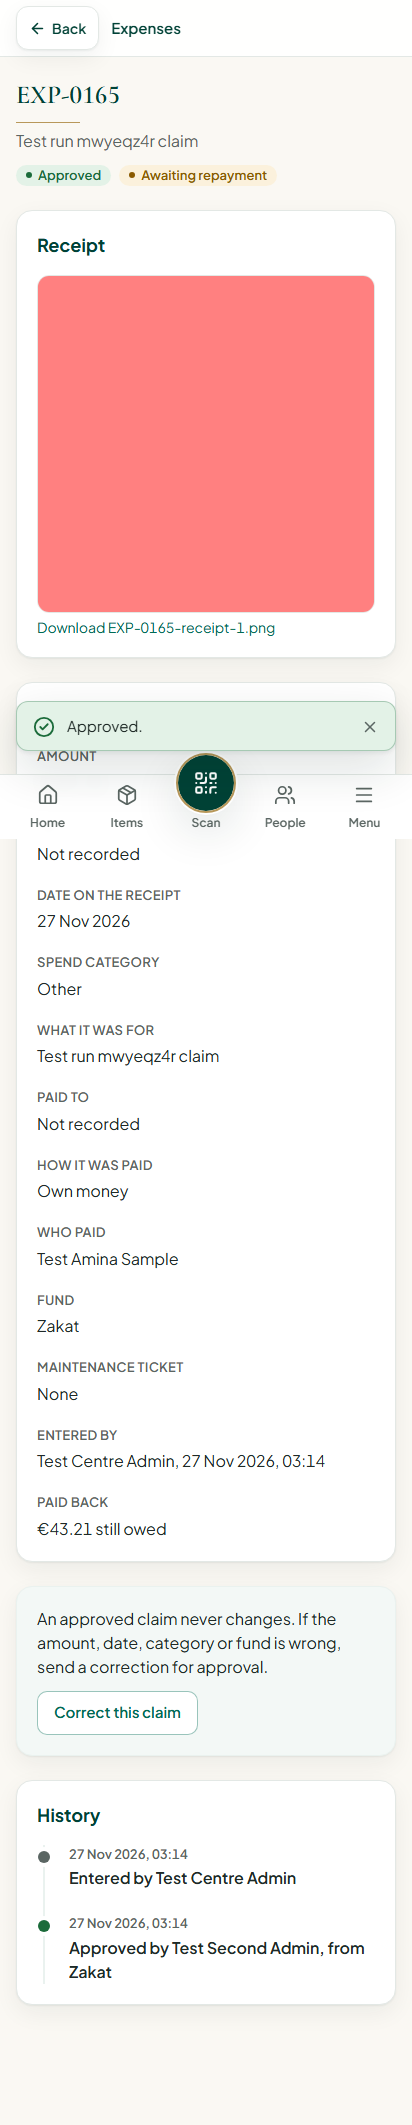 Back Expenses
EXP-0165
Test run mwyeqz4r claim
Approved Awaiting repayment
Receipt
Download EXP-0165-receipt-1.png
Approved.
AMOUNT
Home Items Scan People Menu
Not recorded
DATE ON THE RECEIPT
27 Nov 2026
SPEND CATEGORY
Other
WHAT IT WAS FOR
Test run mwyeqz4r claim
PAID TO
Not recorded
HOW IT WAS PAID
Own money
WHO PAID
Test Amina Sample
FUND
Zakat
MAINTENANCE TICKET
None
ENTERED BY
Test Centre Admin, 27 Nov 2026, 03:14
PAID BACK
€43.21 still owed
An approved claim never changes. If the
amount, date, category or fund is wrong,
send a correction for approval.
Correct this claim
History
27 Nov 2026, 03:14
Entered by Test Centre Admin
27 Nov 2026, 03:14
Approved by Test Second Admin, from
Zakat